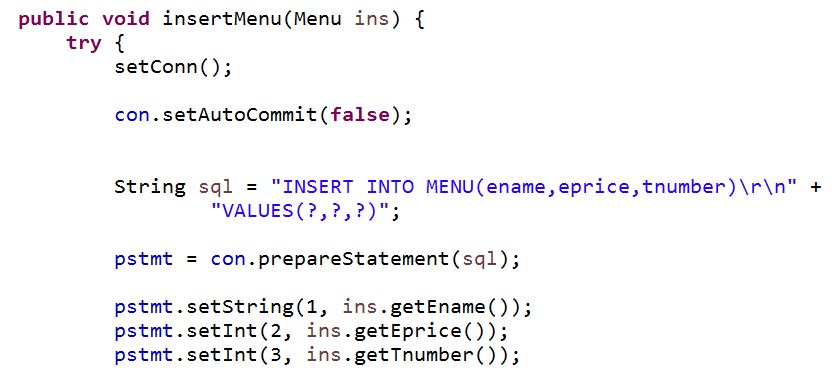 public void insertMenu(Menu ins) {
try {
setConn();
con.setAutoCommit(false);
String sql = "INSERT INTO MENU(ename,eprice,tnumber)\r\n" +
"VALUES(?,?,?)";
pstmt = con.prepareStatement(sql);
pstmt.setString(1, ins.getEname());
pstmt.setInt(2, ins.getEprice());
pstmt.setInt(3, ins.getTnumber());